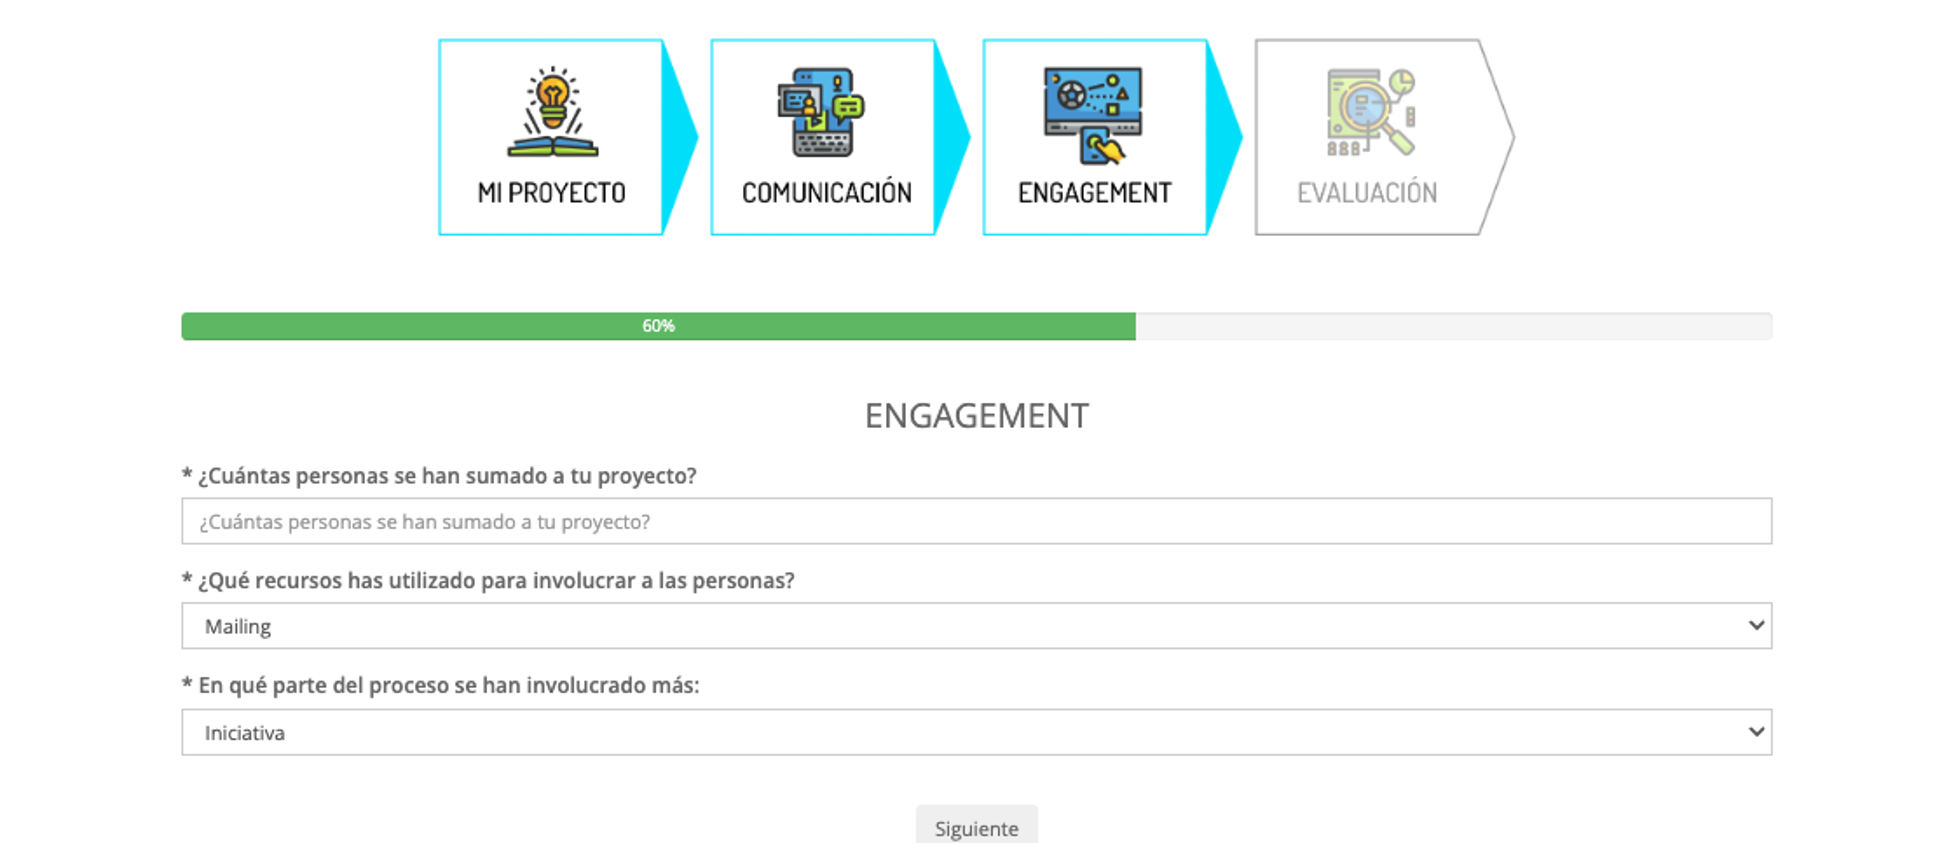 MI PROYECTO
COMUNICACIÓN
ENGAGEMENT
EVALUACIÓN
60%
ENGAGEMENT
* ¿Cuántas personas se han sumado a tu proyecto?
¿Cuántas personas se han sumado a tu proyecto?
* ¿Qué recursos has utilizado para involucrar a las personas?
Mailing
* En qué parte del proceso se han involucrado más:
Iniciativa
Siguiente